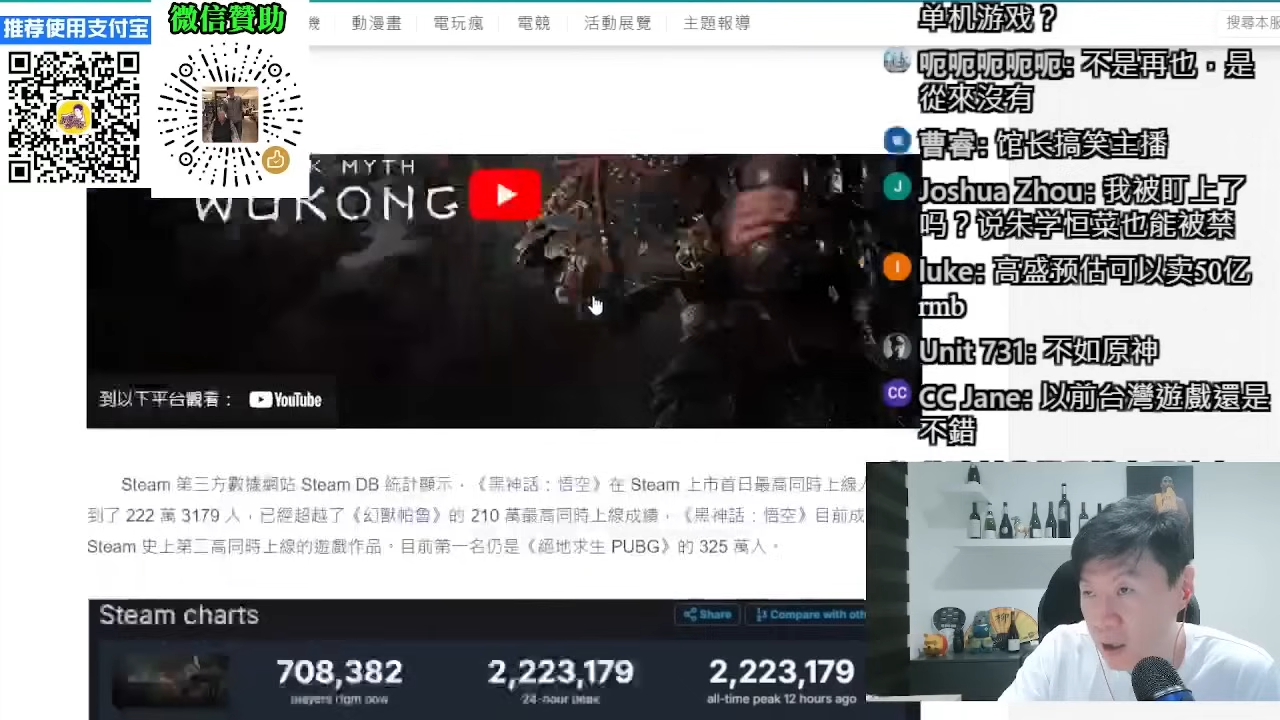 推荐使用支付宝
微信贊助
動漫畫
電玩瘋
電競
活動展覽
主題報導
搜尋本服
K MYTH
WUKONG
到以下平台觀看：
YouTube
Steam 第三方數據網站 Steam DB 統計顯示，《黑神話：悟空》在 Steam 上市首日最高同時上線人
到了 222 萬 3179 人，已經超越了《幻獸帕魯》的 210 萬最高同時上線成績，《黑神話：悟空》目前成
Steam 史上第二高同時上線的遊戲作品。目前第一名仍是《絕地求生 PUBG》的 325 萬人。
Steam charts
Share
Compare with oth
708,382
players right now
2,223,179
24-hour peak
2,223,179
all-time peak 12 hours ago
单机游戏？
呃呃呃呃呃: 不是再也，是
從來沒有
曹睿: 馆长搞笑主播
J
Joshua Zhou: 我被盯上了
吗？说朱学恒菜也能被禁
l
luke: 高盛预估可以卖50亿
rmb
Unit 731: 不如原神
CC
CC Jane: 以前台灣遊戲還是
不錯